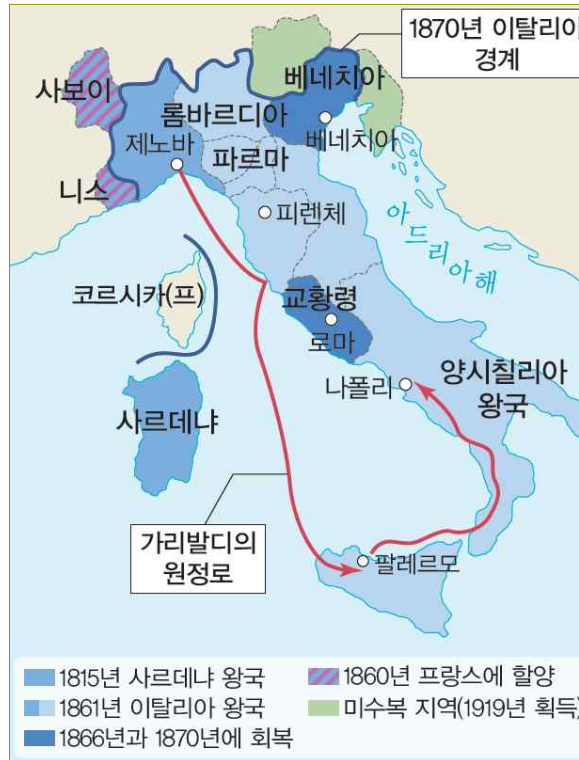 1870년 이탈리아
경계
사보이
베네치아
롬바르디아
제노바
베네치아
파르마
니스
피렌체
아드리아해
코르시카(프)
교황령
로마
나폴리
양시칠리아
왕국
사르데냐
가리발디의
원정로
팔레르모
1815년 사르데냐 왕국
1860년 프랑스에 할양
1861년 이탈리아 왕국
미수복 지역(1919년 획득)
1866년과 1870년에 회복